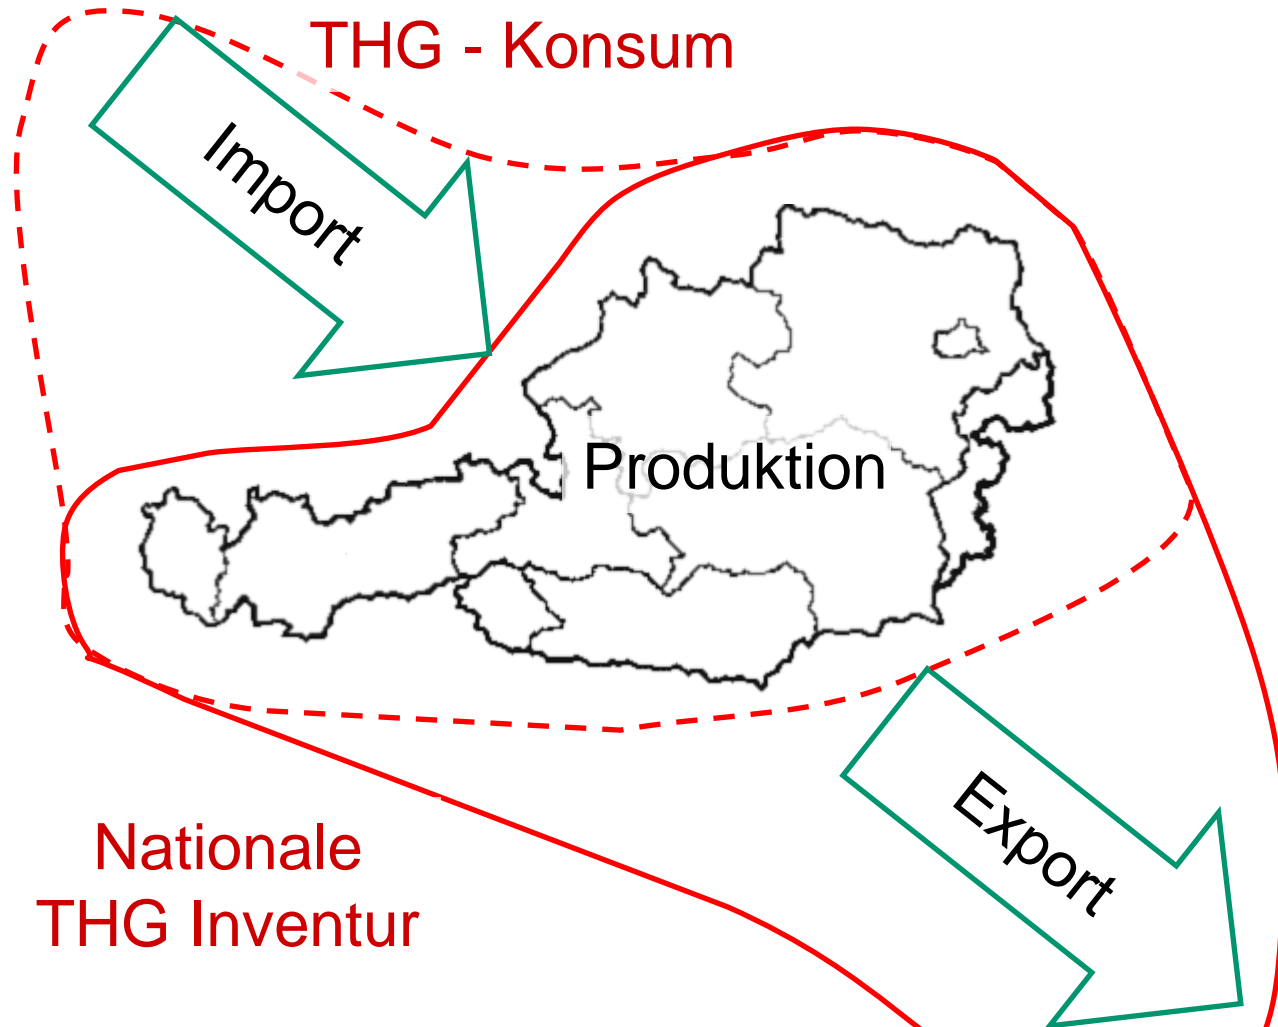 THG - Konsum
Import
Produktion
Export
Nationale
THG Inventur